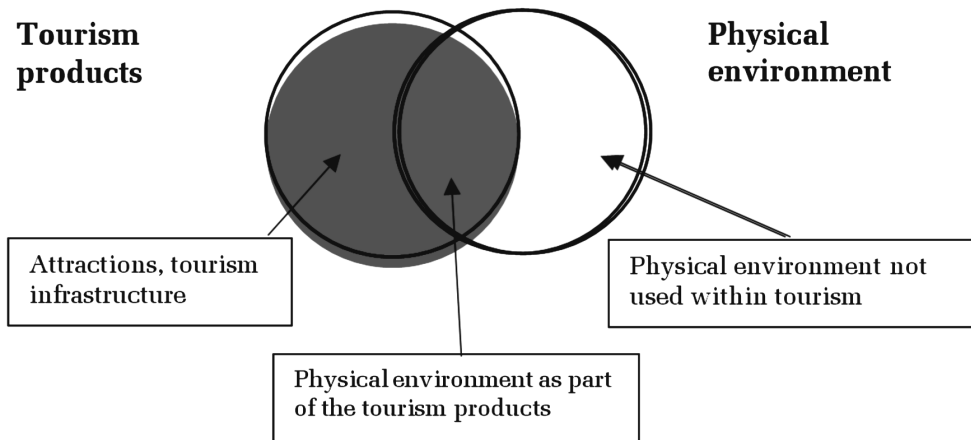 Tourism
products
Physical
environment
Attractions, tourism
infrastructure
Physical environment not
used within tourism
Physical environment as part
of the tourism products